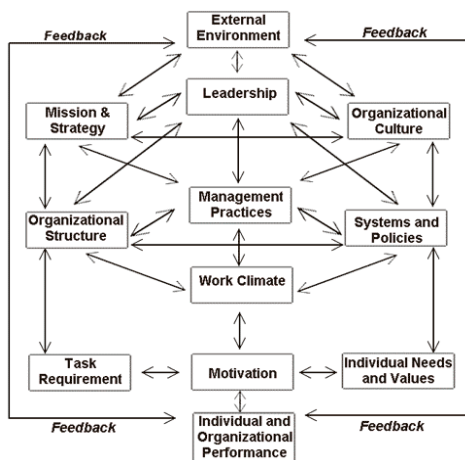 External
Environment
Feedback
Feedback
Leadership
Mission &
Strategy
Organizational
Culture
Management
Practices
Organizational
Structure
Systems and
Policies
Work Climate
Task
Requirement
Motivation
Individual Needs
and Values
Feedback
Individual and
Organizational
Performance
Feedback